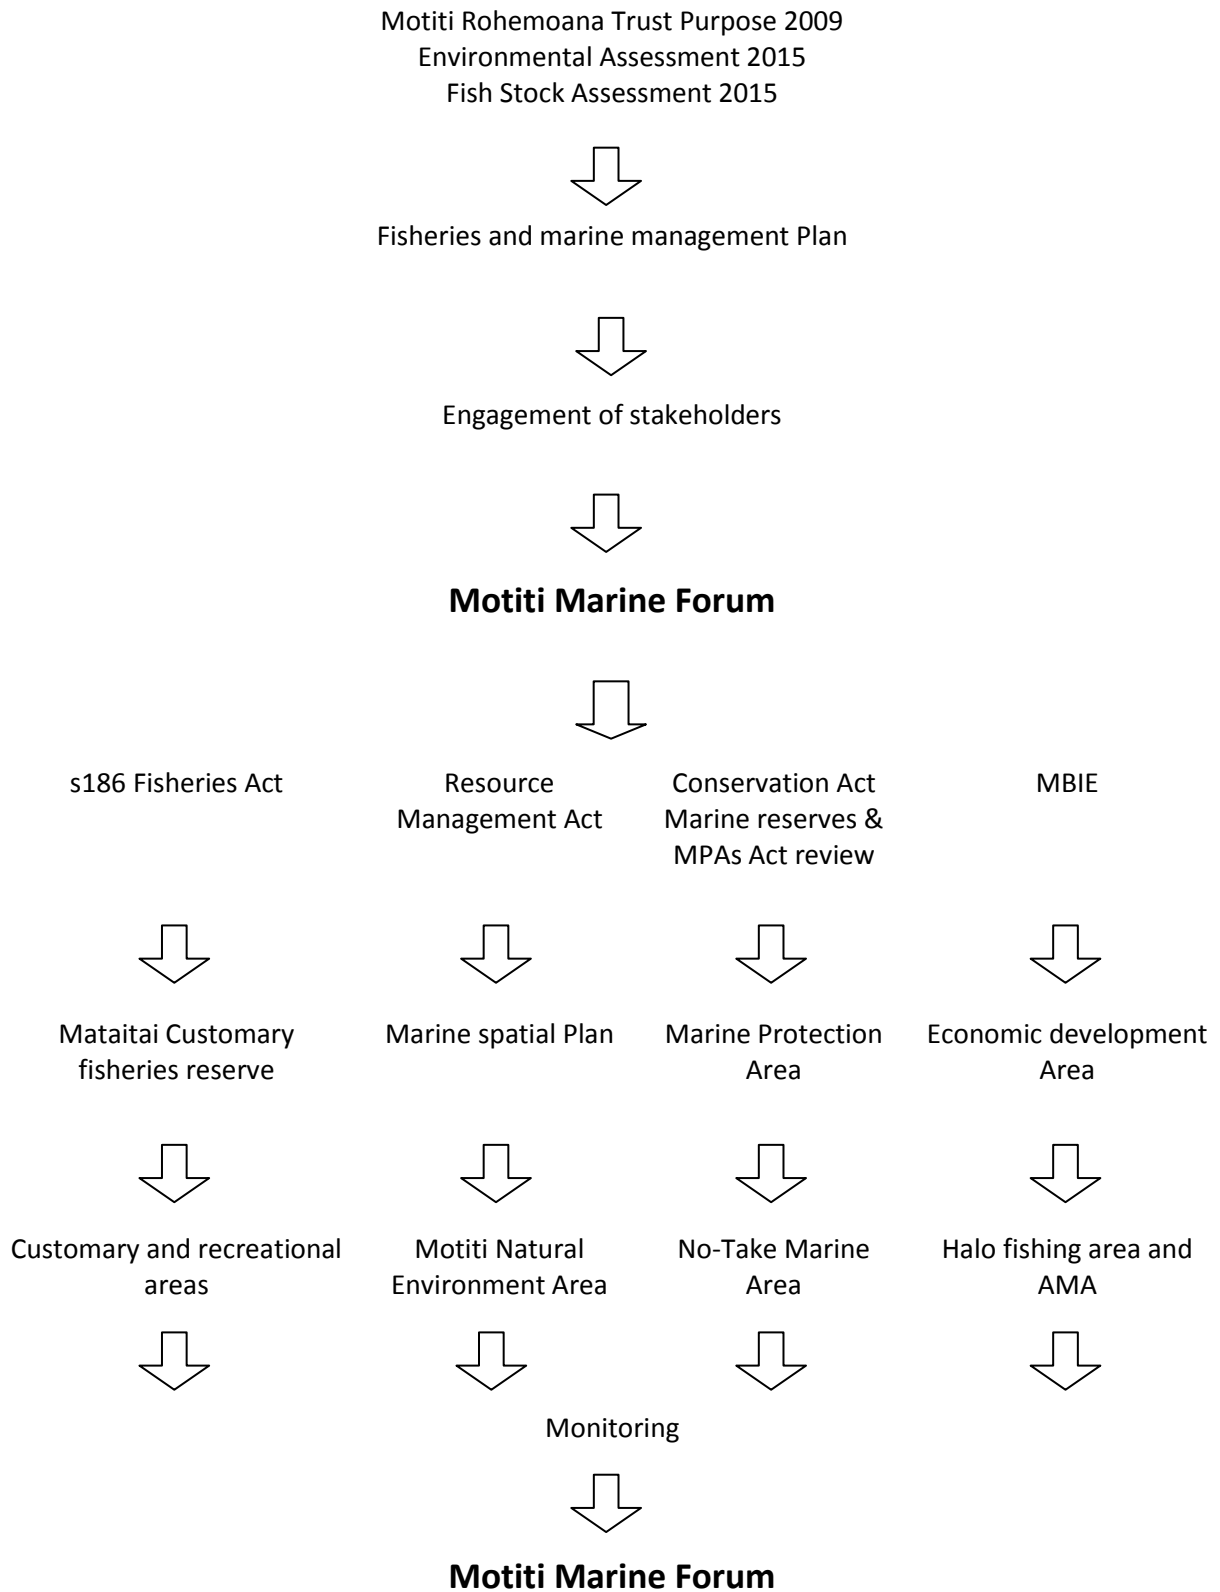 Motiti Rohemoana Trust Purpose 2009
Environmental Assessment 2015
Fish Stock Assessment 2015
Fisheries and marine management Plan
Engagement of stakeholders
Motiti Marine Forum
s186 Fisheries Act
Resource
Management Act
Conservation Act
Marine reserves &
MPAs Act review
MBIE
Mataitai Customary
fisheries reserve
Marine spatial Plan
Marine Protection
Area
Economic development
Area
Customary and recreational
areas
Motiti Natural
Environment Area
No-Take Marine
Area
Halo fishing area and
AMA
Monitoring
Motiti Marine Forum